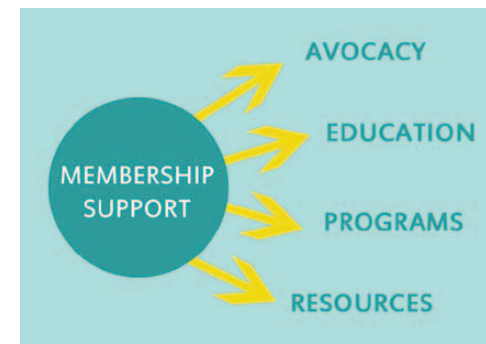 AVOCACY
EDUCATION
MEMBERSHIP
SUPPORT
PROGRAMS
RESOURCES